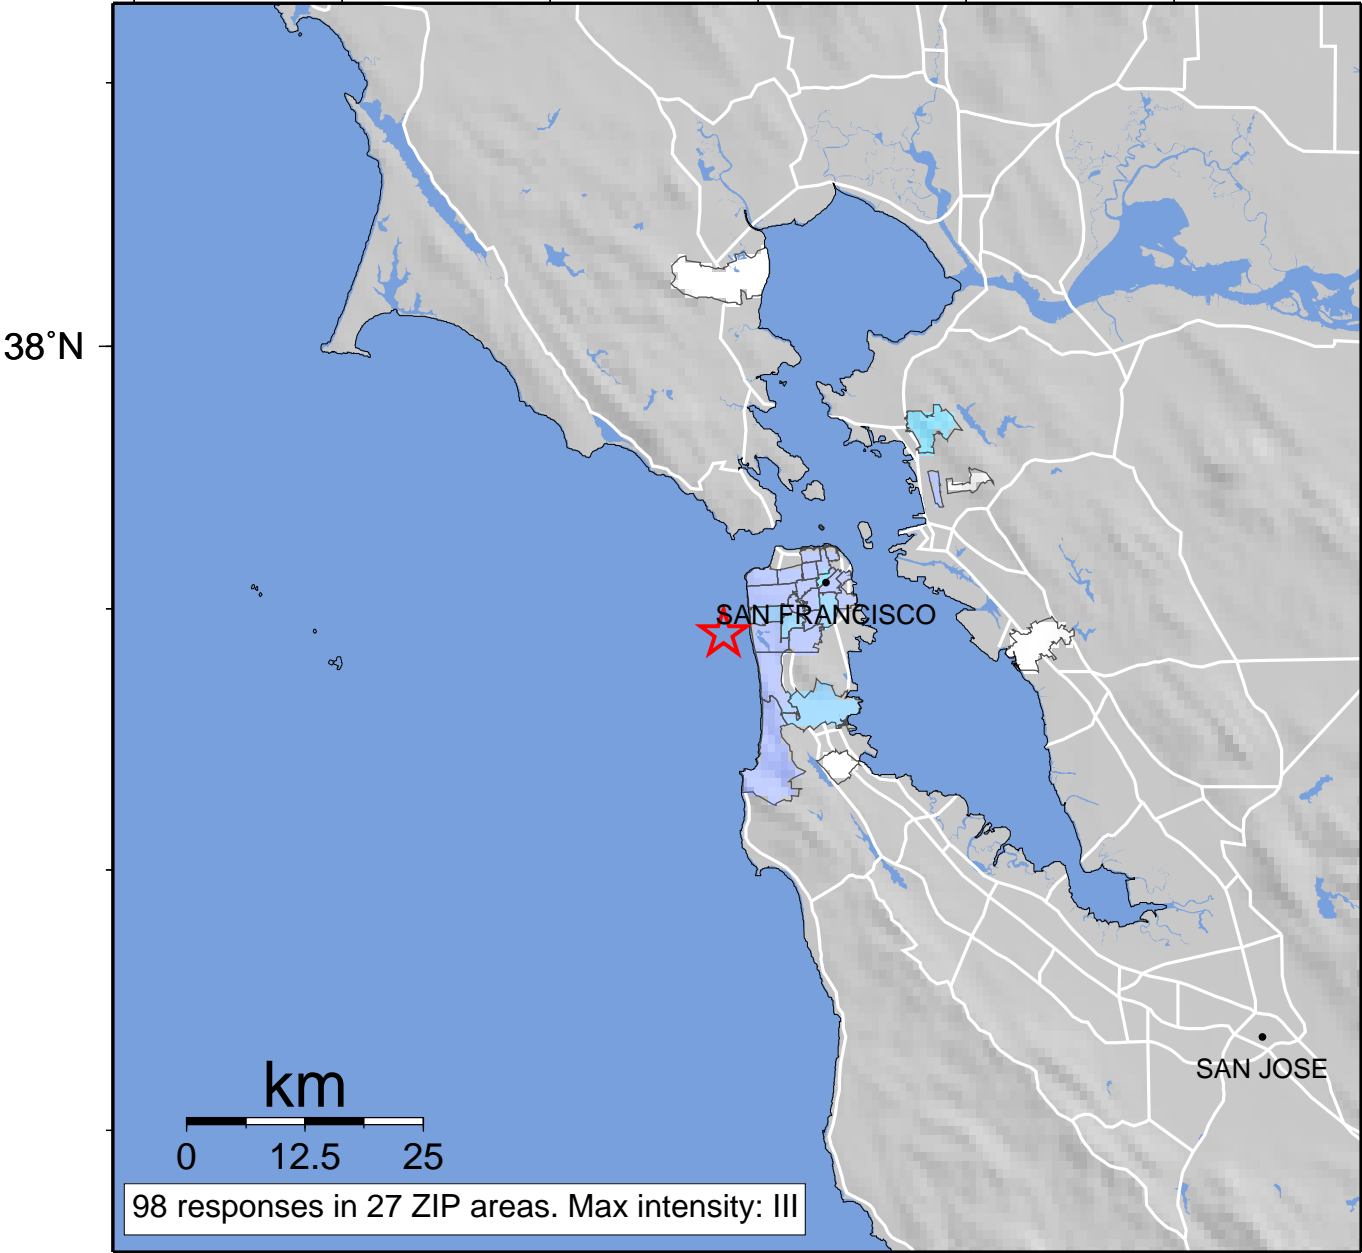 38°N
SAN FRANCISCO
SAN JOSE
km
0 12.5 25
98 responses in 27 ZIP areas. Max intensity: III